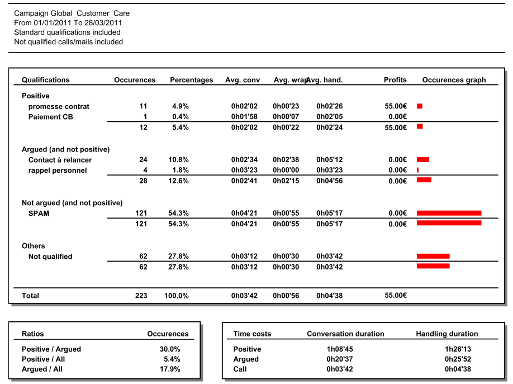 Campaign Global_Customer_Care
From 01/01/2011 To 28/03/2011
Standard qualifications included
Not qualified calls/mails included
Qualifications Occurences Percentages Avg. conv Avg. wrap Avg. hand. Profits Occurences graph
Positive
promesse contrat 11 4.9% 0h02'02 0h00'23 0h02'26 55.00€
Paiement CB 1 0.4% 0h01'58 0h00'07 0h02'05 0.00€
12 5.4% 0h02'02 0h00'22 0h02'24 55.00€
Argued (and not positive)
Contact à relancer 24 10.8% 0h02'34 0h02'38 0h05'12 0.00€
rappel personnel 4 1.8% 0h03'23 0h00'00 0h03'23 0.00€
28 12.6% 0h02'41 0h02'15 0h04'56 0.00€
Not argued (and not positive)
SPAM 121 54.3% 0h04'21 0h00'55 0h05'17 0.00€
121 54.3% 0h04'21 0h00'55 0h05'17 0.00€
Others
Not qualified 62 27.8% 0h03'12 0h00'30 0h03'42
62 27.8% 0h03'12 0h00'30 0h03'42
Total 223 100.0% 0h03'42 0h00'56 0h04'38 55.00€
Ratios Occurences
Positive / Argued 30.0%
Positive / All 5.4%
Argued / All 17.9%
Time costs Conversation duration Handling duration
Positive 1h08'45 1h26'13
Argued 0h20'37 0h25'52
Call 0h03'42 0h04'38